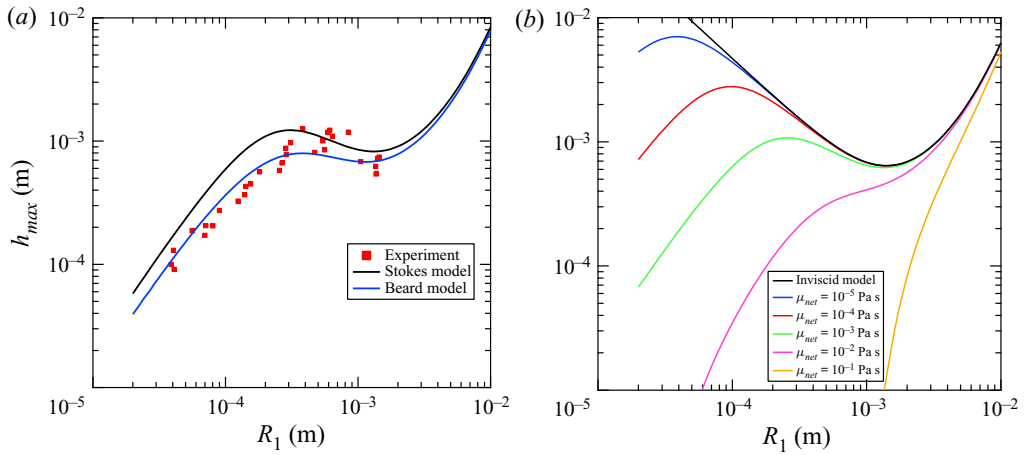 (a)
10⁻²
10⁻³
10⁻⁴
10⁻⁵
10⁻⁴
10⁻³
10⁻²
h_max (m)
R₁ (m)
Experiment
Stokes model
Beard model
(b)
10⁻²
10⁻³
10⁻⁴
10⁻⁵
10⁻⁴
10⁻³
10⁻²
R₁ (m)
Inviscid model
μ_net = 10⁻⁵ Pa s
μ_net = 10⁻⁴ Pa s
μ_net = 10⁻³ Pa s
μ_net = 10⁻² Pa s
μ_net = 10⁻¹ Pa s